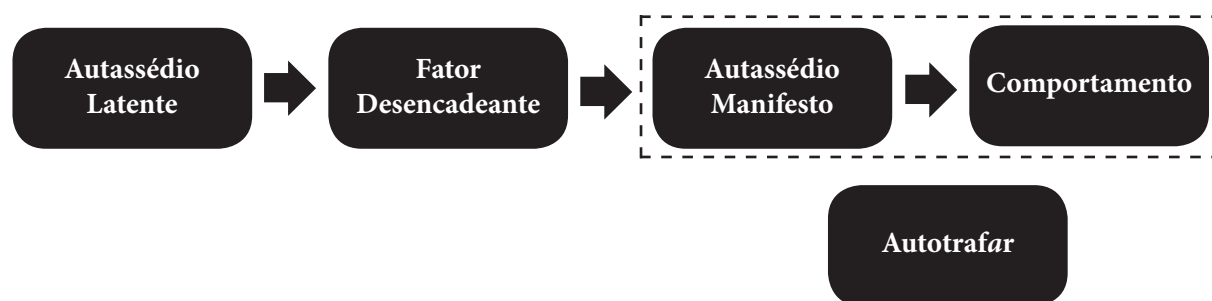 Autassédio
Latente
Fator
Desencadeante
Autassédio
Manifesto
Comportamento
Autotrafar